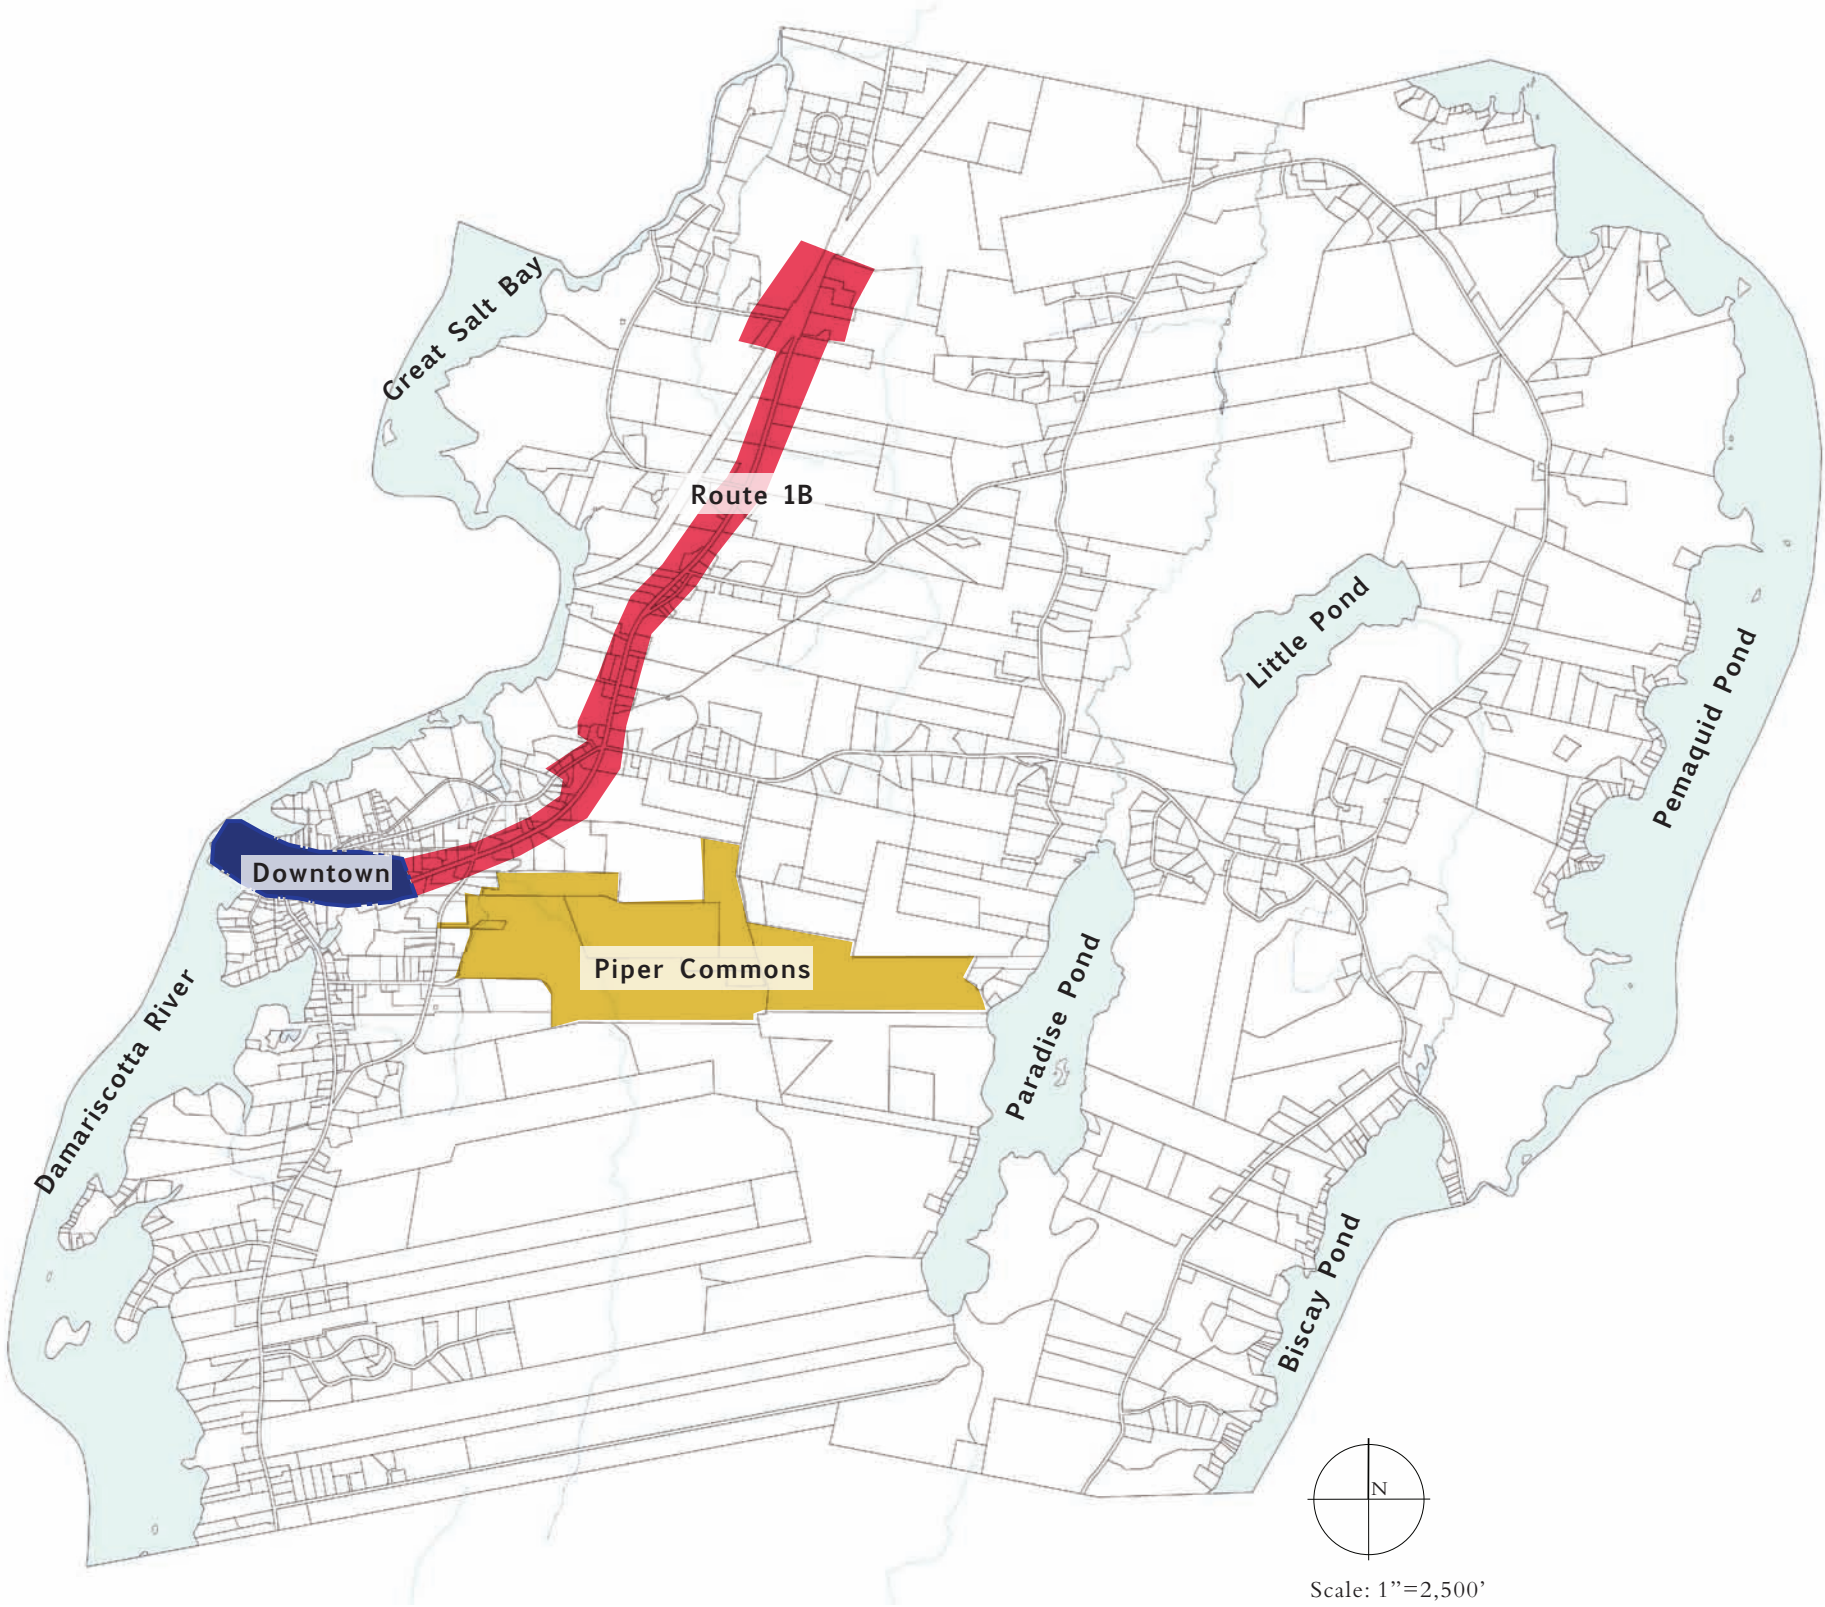 Great Salt Bay
Route 1B
Little Pond
Pemaquid Pond
Downtown
Piper Commons
Damariscotta River
Paradise Pond
Biscay Pond
N
Scale: 1”=2,500’